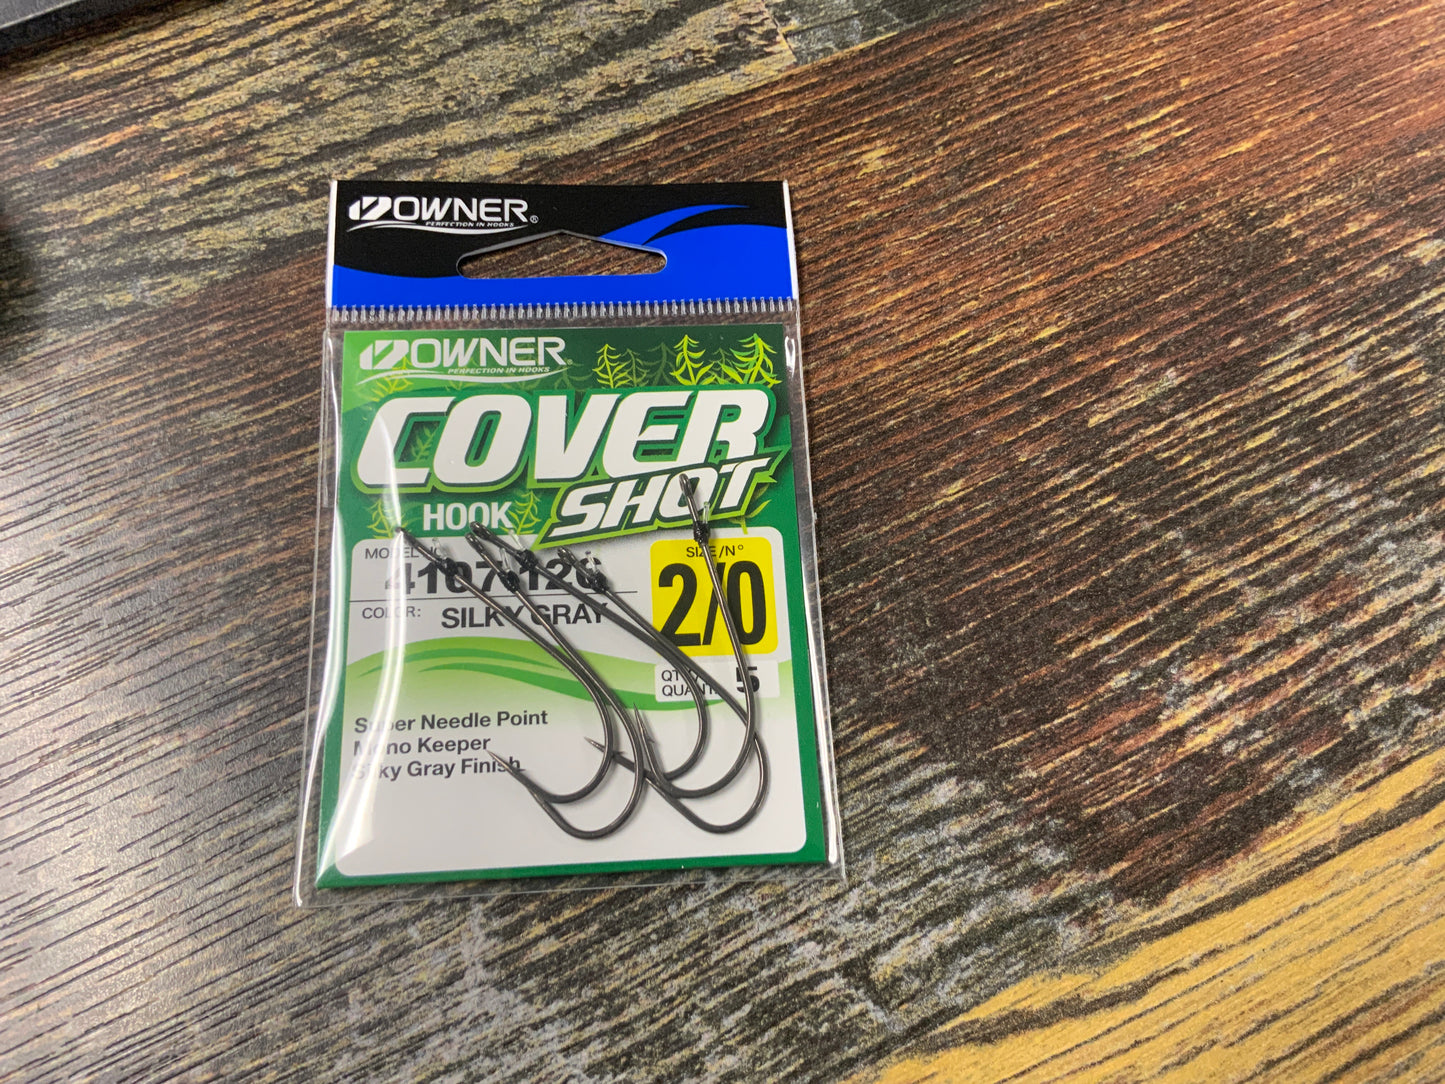 OWNER®
PERFECTION IN HOOKS
OWNER®
PERFECTION IN HOOKS
COVER
SHOT
HOOK
SIZE/N°
2/0
COLOR: SILKY GRAY
5
Super Needle Point
Mono Keeper
Silky Gray Finish